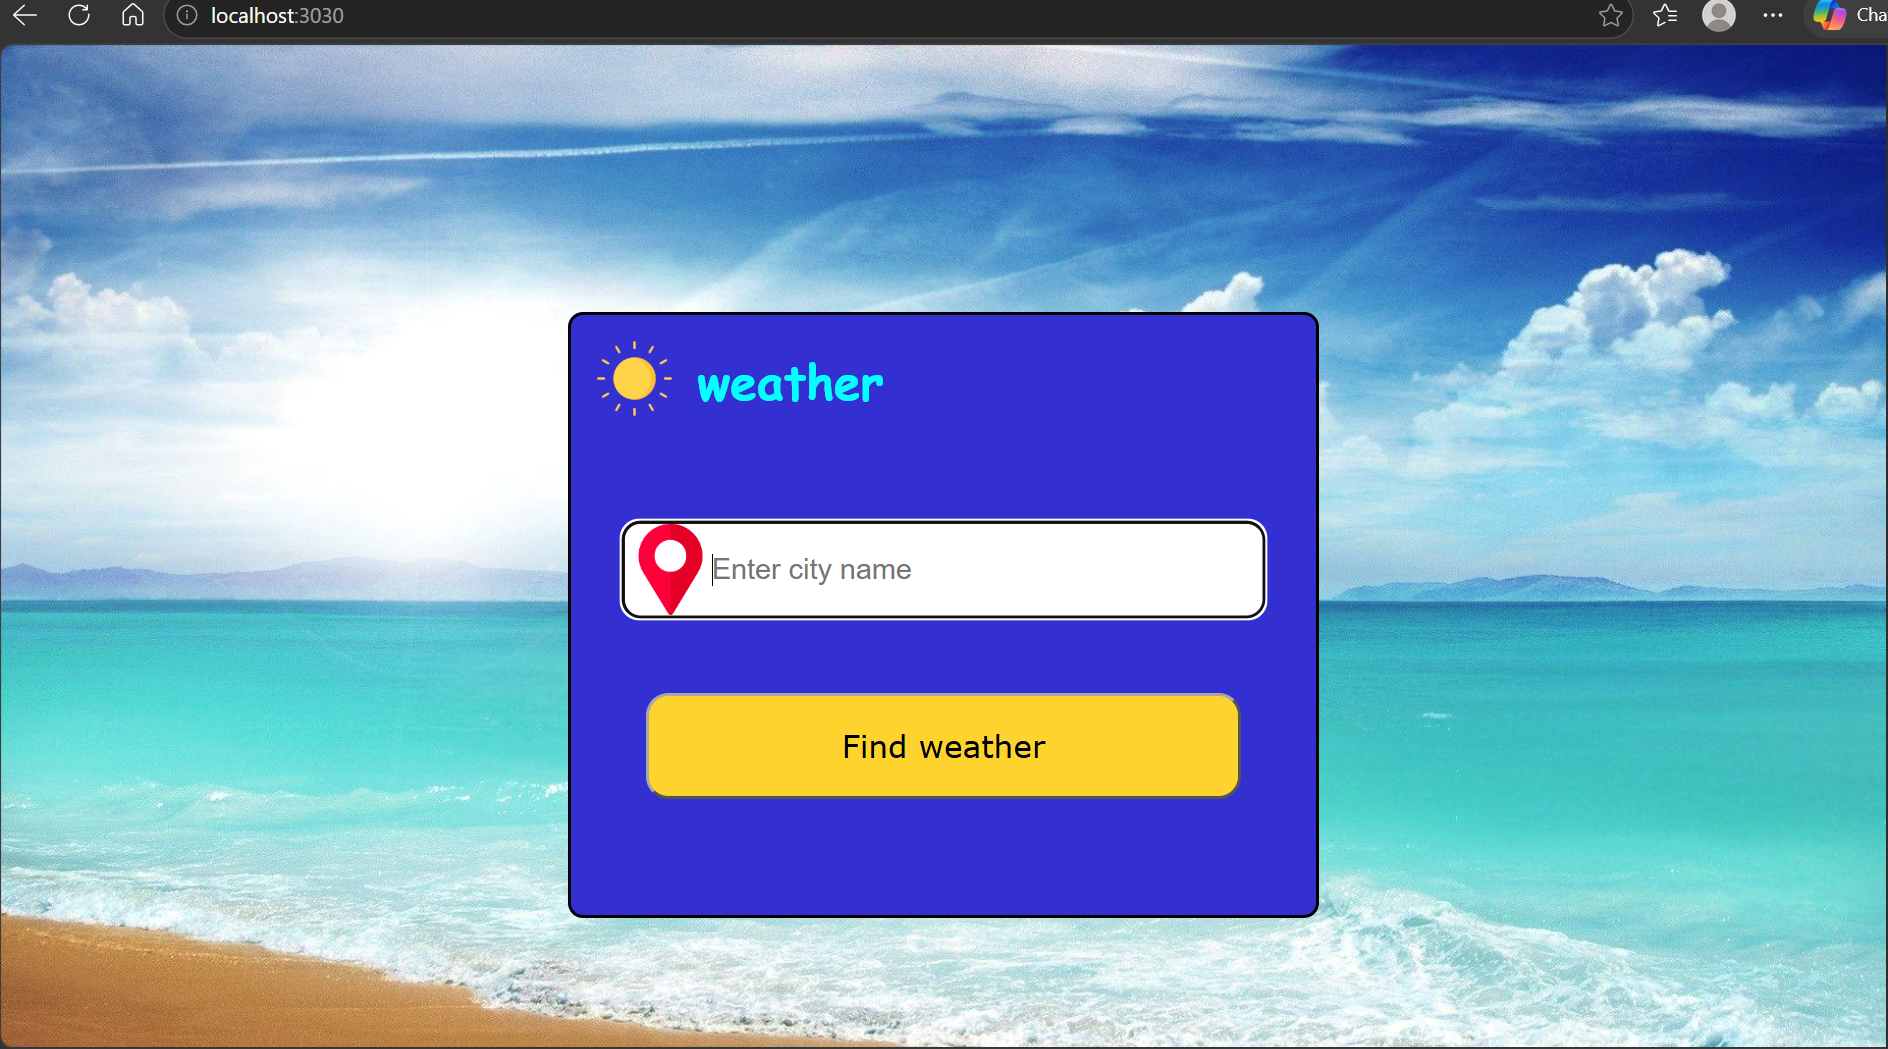 localhost:3030
Cha
weather
Enter city name
Find weather